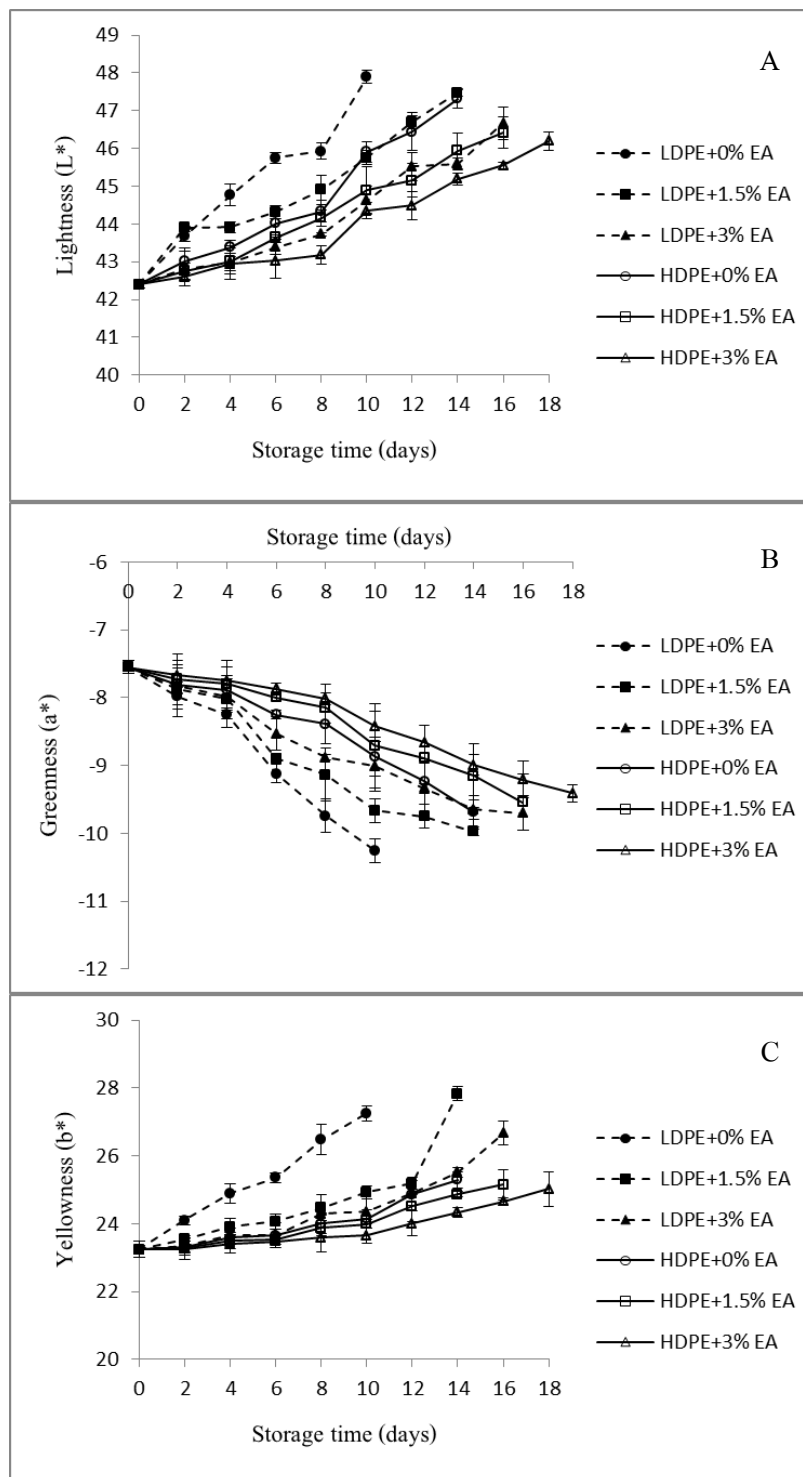 A
49
48
47
46
45
44
43
42
41
40
Lightness (L*)
0 2 4 6 8 10 12 14 16 18
Storage time (days)
LDPE+0% EA
LDPE+1.5% EA
LDPE+3% EA
HDPE+0% EA
HDPE+1.5% EA
HDPE+3% EA
B
Storage time (days)
0 2 4 6 8 10 12 14 16 18
-6
-7
-8
-9
-10
-11
-12
Greenness (a*)
LDPE+0% EA
LDPE+1.5% EA
LDPE+3% EA
HDPE+0% EA
HDPE+1.5% EA
HDPE+3% EA
C
30
28
26
24
22
20
Yellowness (b*)
0 2 4 6 8 10 12 14 16 18
Storage time (days)
LDPE+0% EA
LDPE+1.5% EA
LDPE+3% EA
HDPE+0% EA
HDPE+1.5% EA
HDPE+3% EA